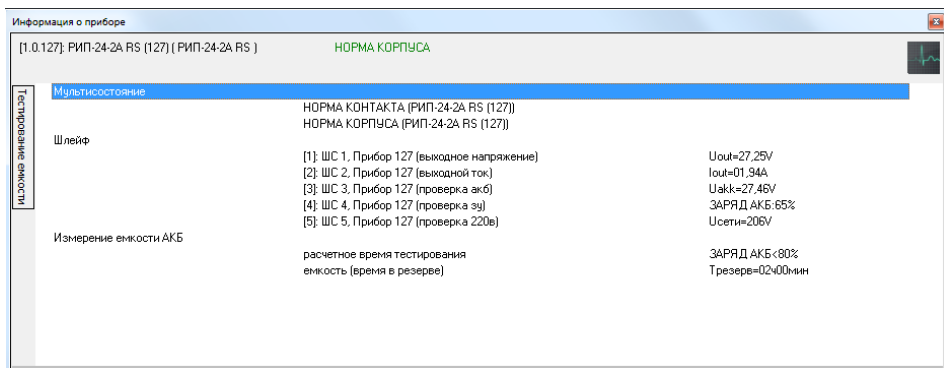 Информация о приборе
[1.0.127]: РИП-24-2А RS (127) ( РИП-24-2А RS ) НОРМА КОРПУСА
Тестирование емкости
Мультисостояние
НОРМА КОНТАКТА (РИП-24-2А RS (127))
НОРМА КОРПУСА (РИП-24-2А RS (127))
Шлейф
[1]: ШС 1, Прибор 127 (выходное напряжение) Uout=27,25V
[2]: ШС 2, Прибор 127 (выходной ток) Iout=01,94A
[3]: ШС 3, Прибор 127 (проверка акб) Uakk=27,46V
[4]: ШС 4, Прибор 127 (проверка зу) ЗАРЯД АКБ:65%
[5]: ШС 5, Прибор 127 (проверка 220в) Uсети=206V
Измерение емкости АКБ
расчетное время тестирования ЗАРЯД АКБ<80%
емкость (время в резерве) Tрезерв=02ч00мин